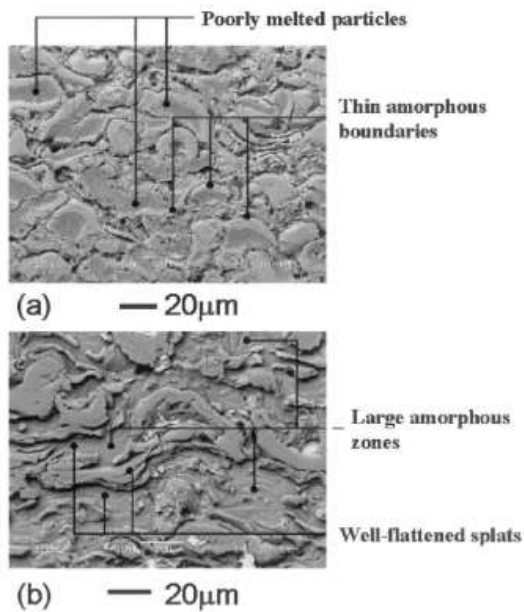 Poorly melted particles
Thin amorphous
boundaries
(a) 20μm
Large amorphous
zones
Well-flattened splats
(b) 20μm